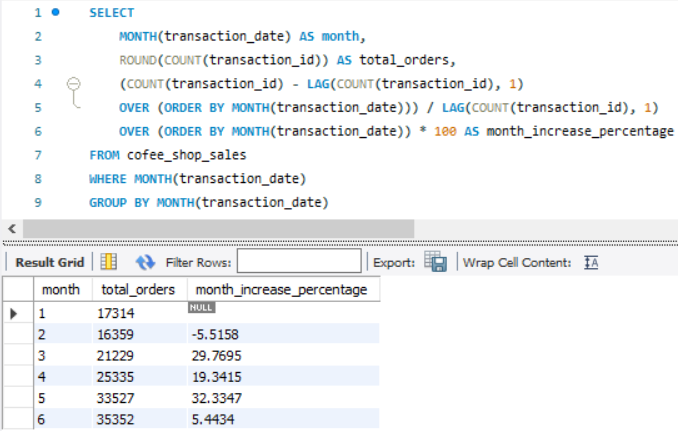 1 SELECT
2 MONTH(transaction_date) AS month,
3 ROUND(COUNT(transaction_id)) AS total_orders,
4 (COUNT(transaction_id) - LAG(COUNT(transaction_id), 1)
5 OVER (ORDER BY MONTH(transaction_date))) / LAG(COUNT(transaction_id), 1)
6 OVER (ORDER BY MONTH(transaction_date)) * 100 AS month_increase_percentage
7 FROM cofee_shop_sales
8 WHERE MONTH(transaction_date)
9 GROUP BY MONTH(transaction_date)
Result Grid Filter Rows: Export: Wrap Cell Content: IA
month total_orders month_increase_percentage
1 17314 NULL
2 16359 -5.5158
3 21229 29.7695
4 25335 19.3415
5 33527 32.3347
6 35352 5.4434